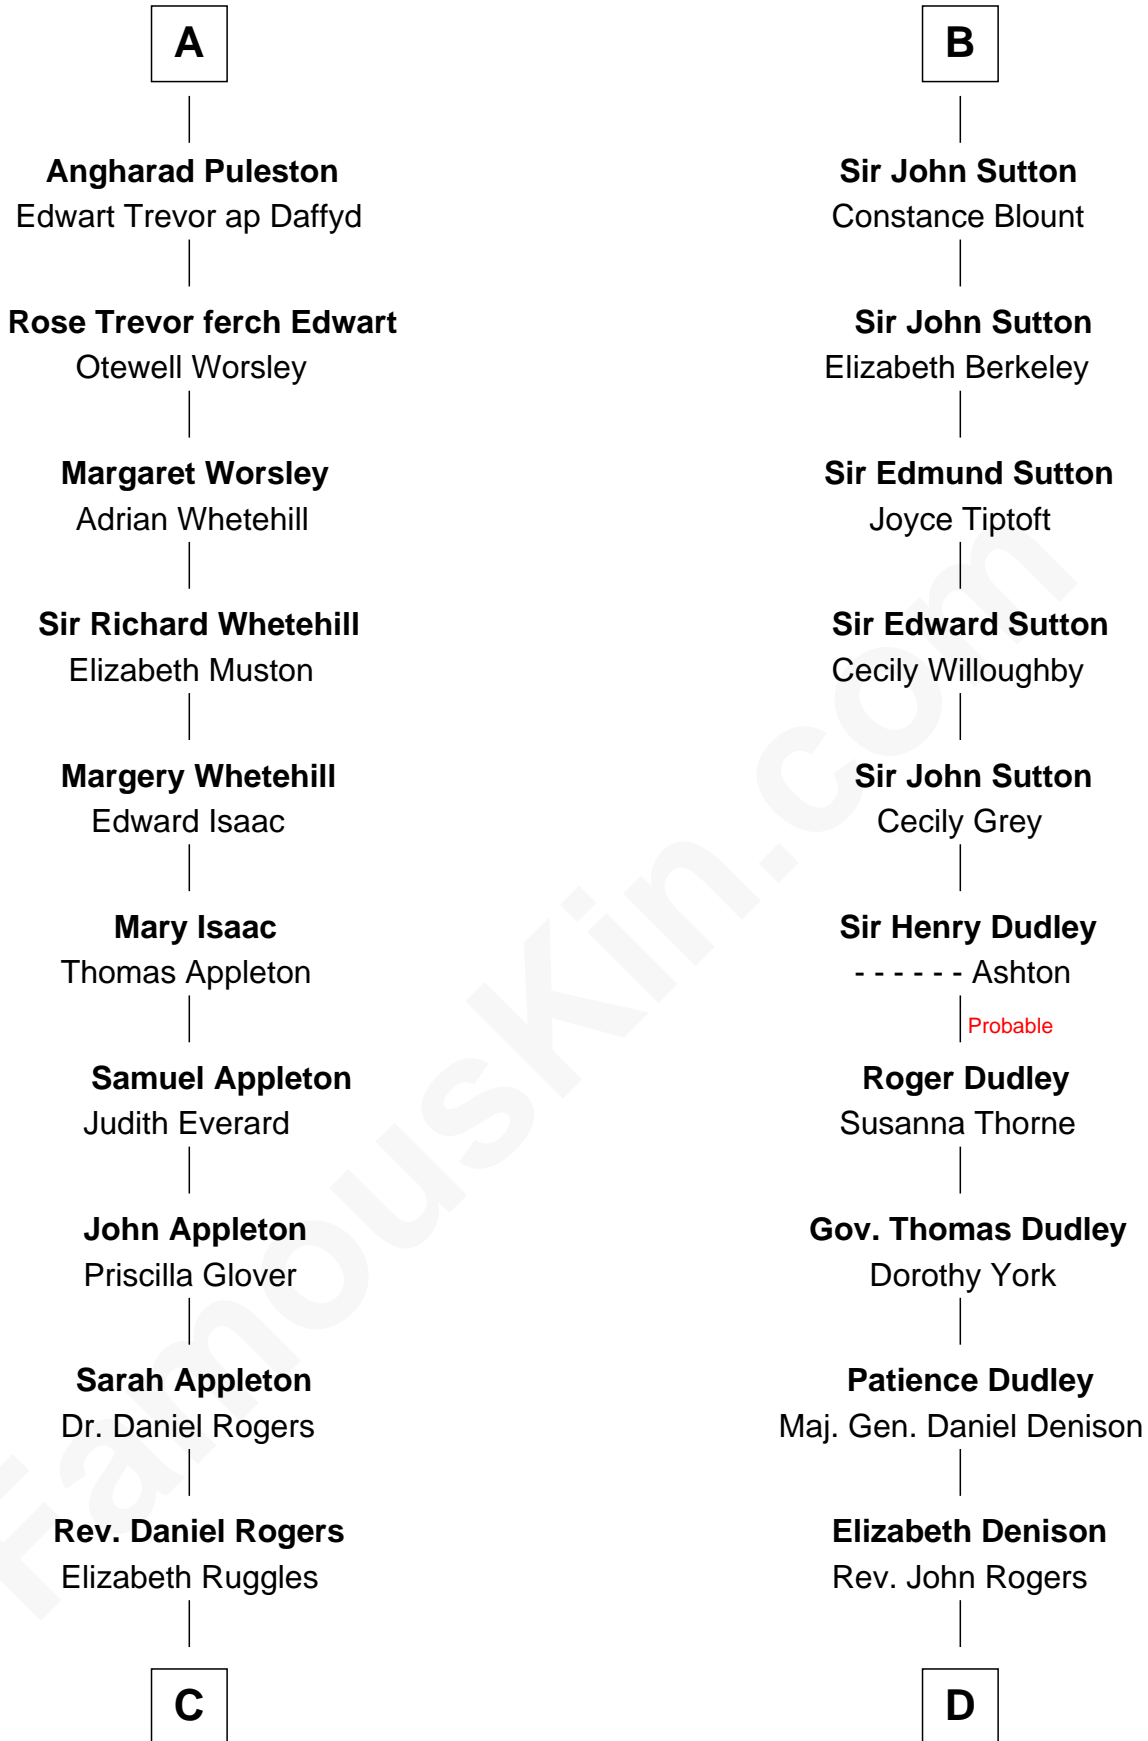 A
Angharad Puleston
Edwart Trevor ap Daffyd
Rose Trevor ferch Edwart
Otewell Worsley
Margaret Worsley
Adrian Whetehill
Sir Richard Whetehill
Elizabeth Muston
Margery Whetehill
Edward Isaac
Mary Isaac
Thomas Appleton
Samuel Appleton
Judith Everard
John Appleton
Priscilla Glover
Sarah Appleton
Dr. Daniel Rogers
Rev. Daniel Rogers
Elizabeth Ruggles
C
B
Sir John Sutton
Constance Blount
Sir John Sutton
Elizabeth Berkeley
Sir Edmund Sutton
Joyce Tiptoft
Sir Edward Sutton
Cecily Willoughby
Sir John Sutton
Cecily Grey
Sir Henry Dudley
- - - - - - Ashton
Probable
Roger Dudley
Susanna Thorne
Gov. Thomas Dudley
Dorothy York
Patience Dudley
Maj. Gen. Daniel Denison
Elizabeth Denison
Rev. John Rogers
D
FamousKin.com